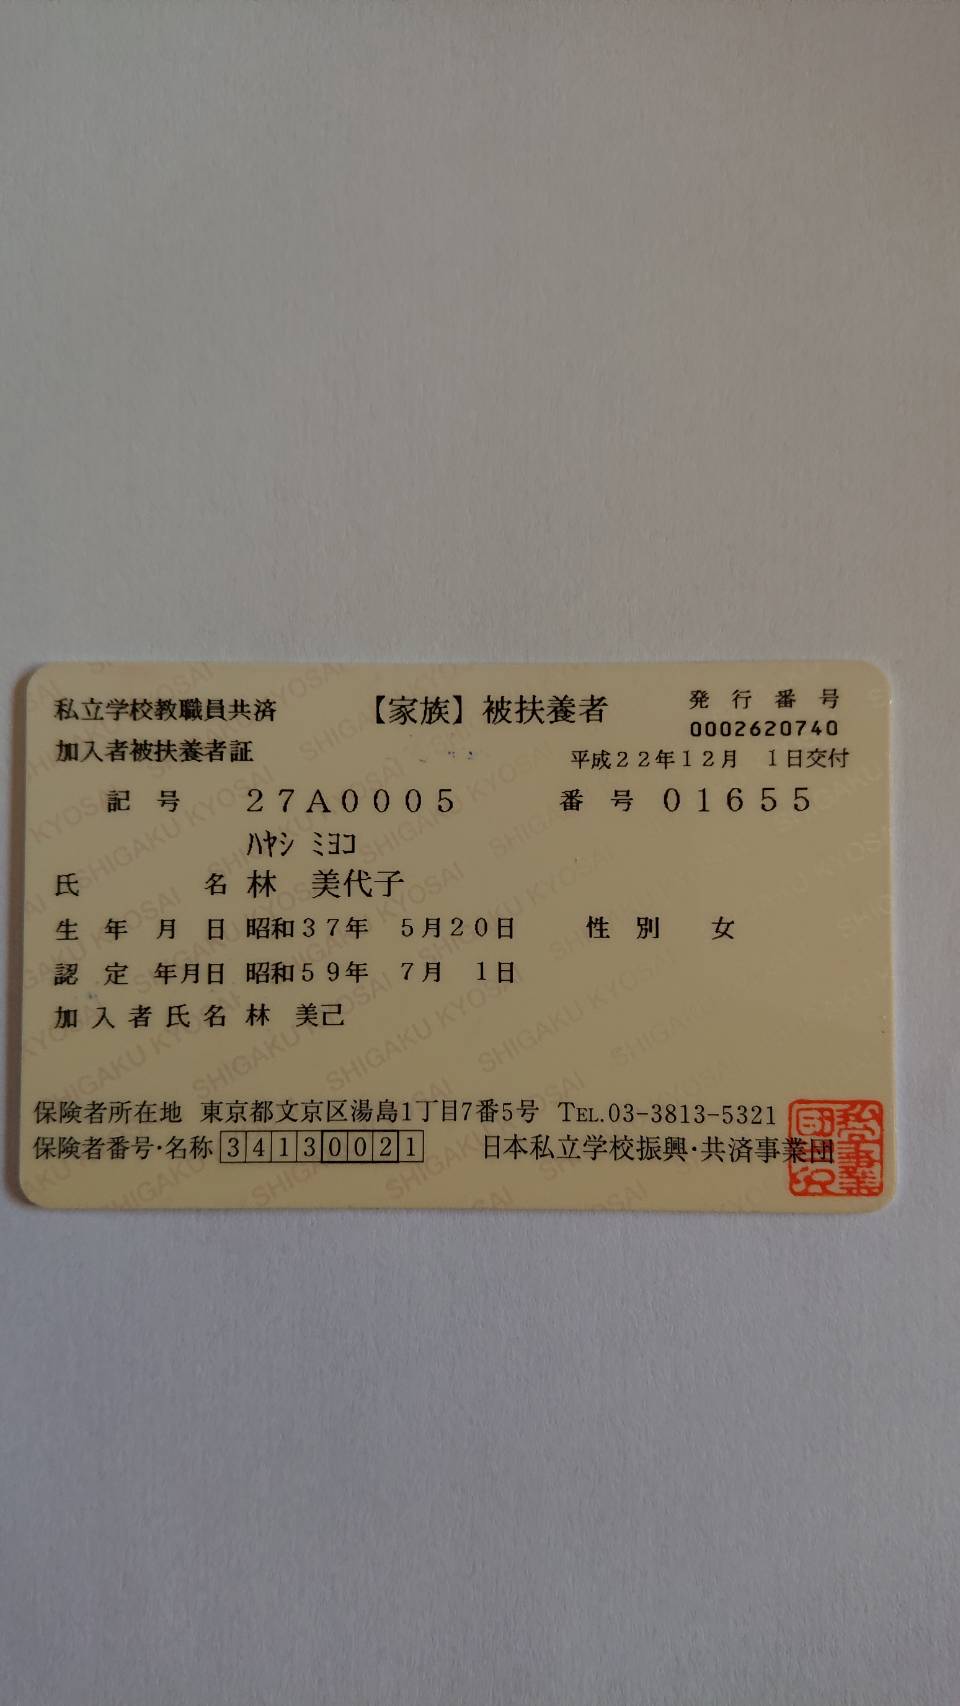 私立学校教職員共済 【家族】被扶養者 発行番号
0002620740
加入者被扶養者証 平成22年12月 1日交付
記号 27A0005 番号 01655
ﾊﾔｼ ﾐﾖｺ
氏名 林 美代子
生年月日 昭和37年 5月20日 性別 女
認定年月日 昭和59年 7月 1日
加入者氏名 林 美己
保険者所在地 東京都文京区湯島1丁目7番5号 TEL.03-3813-5321
保険者番号・名称 34130021 日本私立学校振興・共済事業団
SHIGAKU KYOSAI